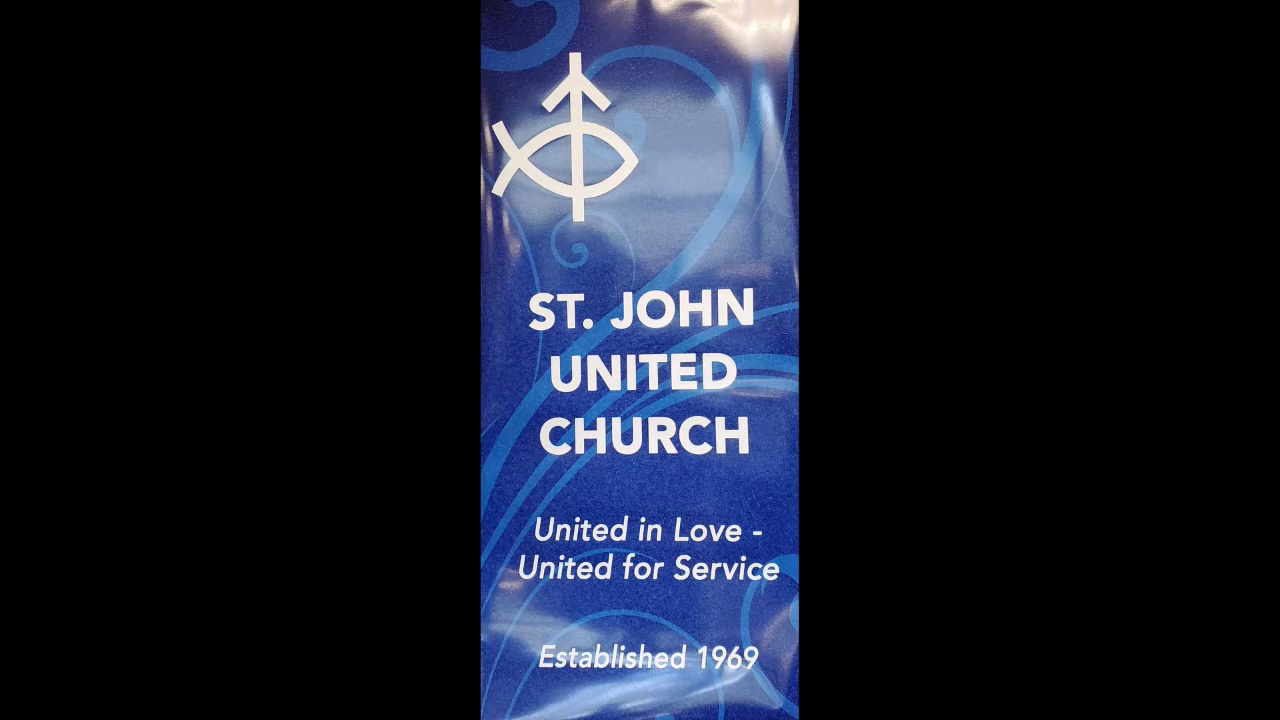 ST. JOHN
UNITED
CHURCH
United in Love -
United for Service
Established 1969